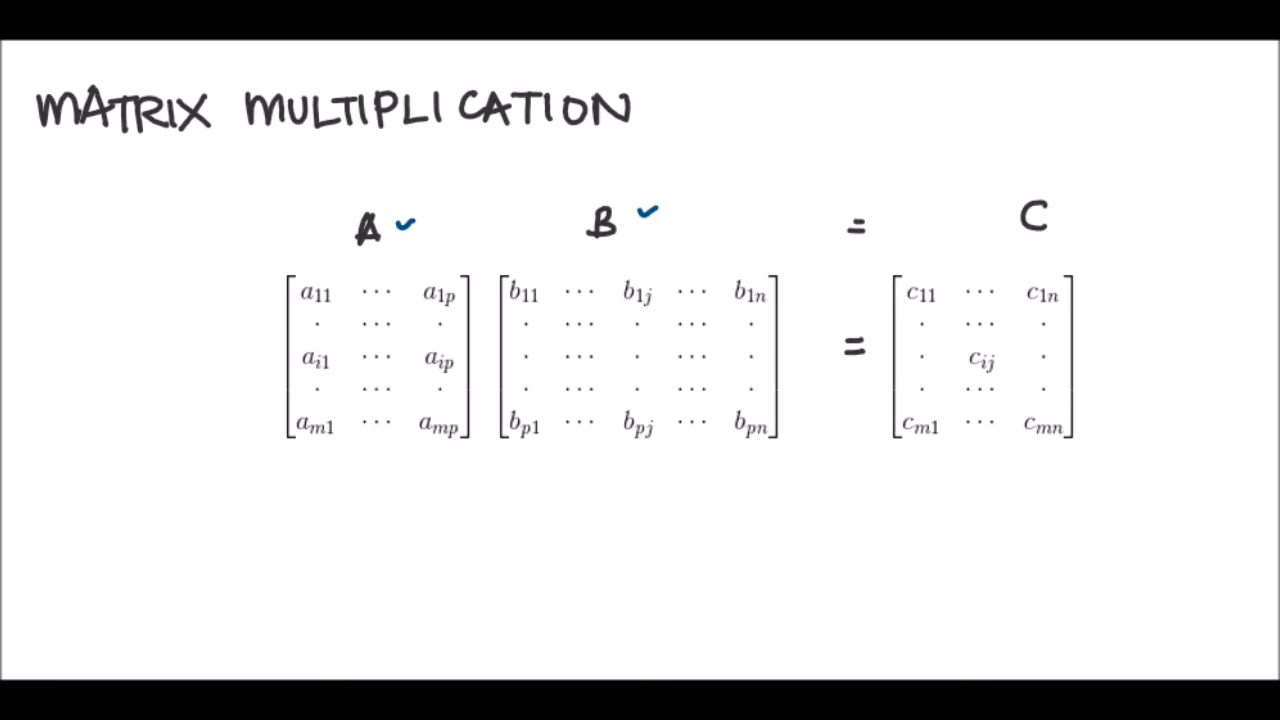 MATRIX MULTIPLICATION
A ✓ B ✓ = C
a₁₁ ⋯ a₁ₚ b₁₁ ⋯ b₁ⱼ ⋯ b₁ₙ c₁₁ ⋯ c₁ₙ
. ⋯ . . ⋯ . ⋯ . . ⋯ .
aᵢ₁ ⋯ aᵢₚ . ⋯ . ⋯ . = . cᵢⱼ .
. ⋯ . . ⋯ . ⋯ . . ⋯ .
aₘ₁ ⋯ aₘₚ bₚ₁ ⋯ bₚⱼ ⋯ bₚₙ cₘ₁ ⋯ cₘₙ